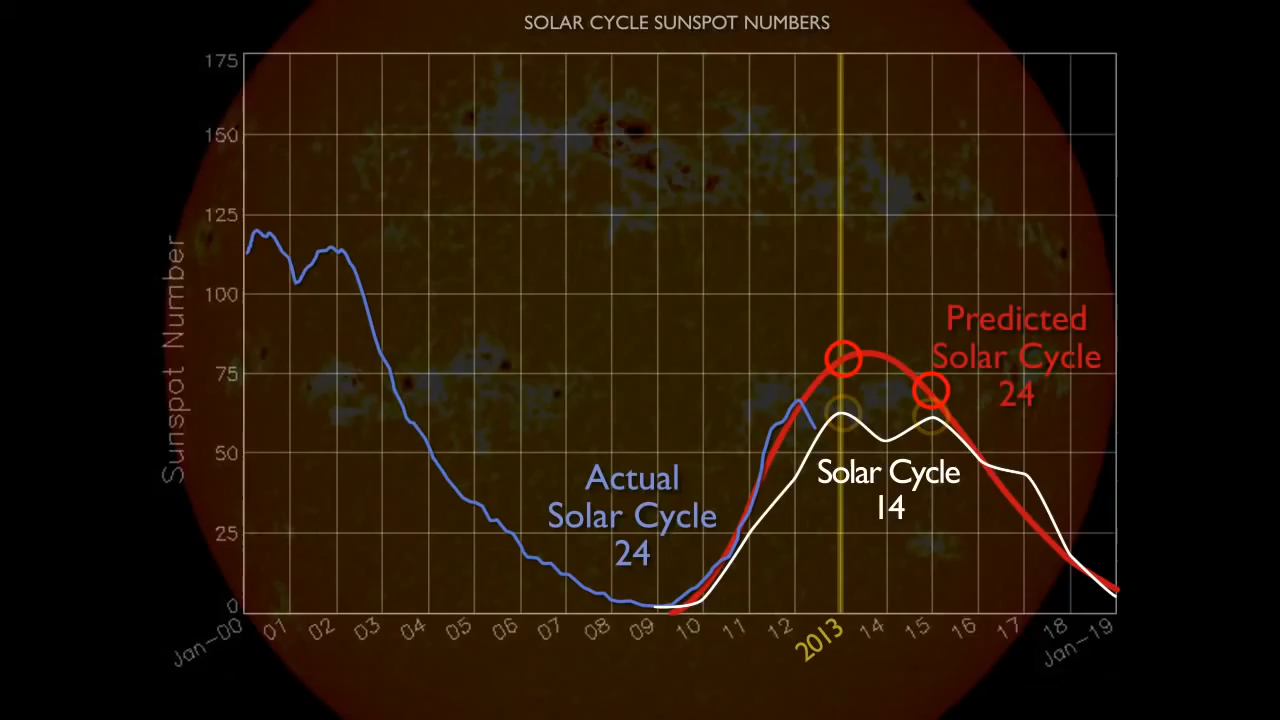 SOLAR CYCLE SUNSPOT NUMBERS
175
150
125
100
75
50
25
0
Sunspot Number
Predicted
Solar Cycle
24
Actual
Solar Cycle
24
Solar Cycle
14
Jan-00 01 02 03 04 05 06 07 08 09 10 11 12 2013 14 15 16 17 18 Jan-19